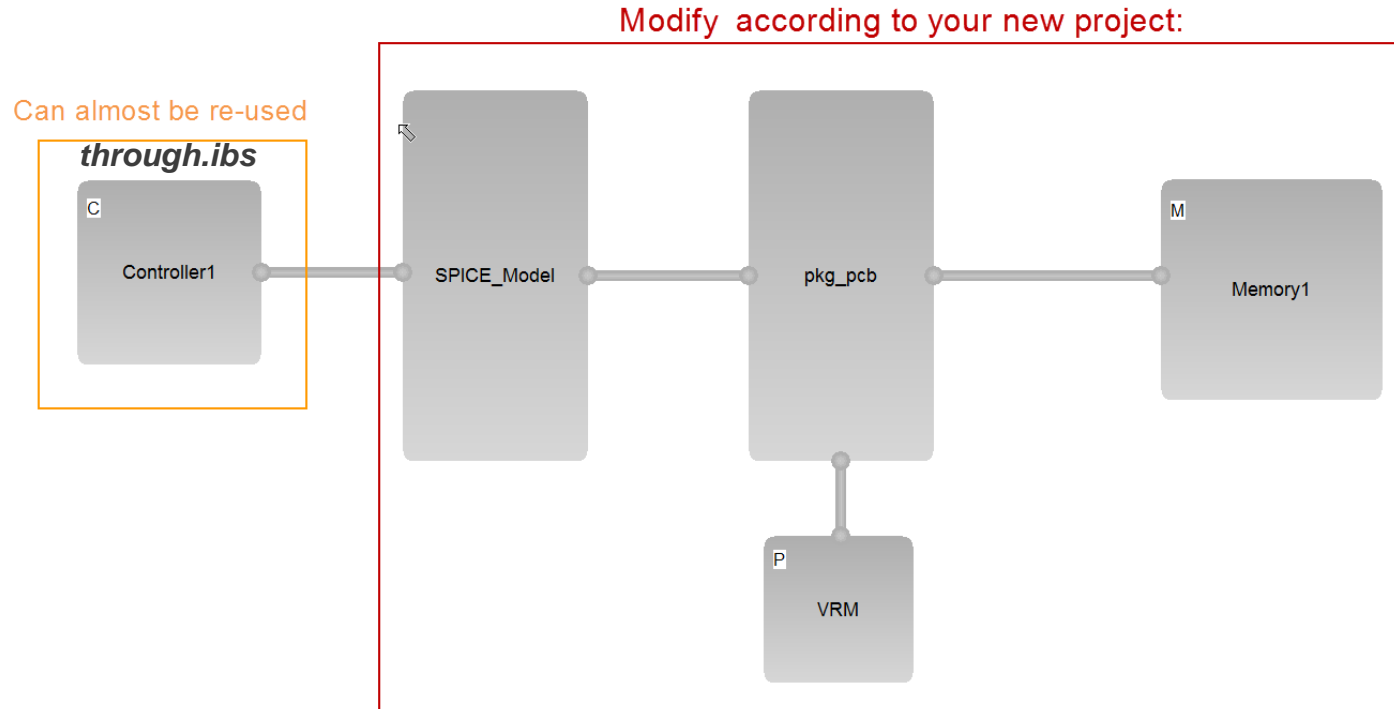 Modify  according to your new project:
Can almost be re-used
through.ibs
C
Controller1
SPICE_Model
pkg_pcb
M
Memory1
P
VRM